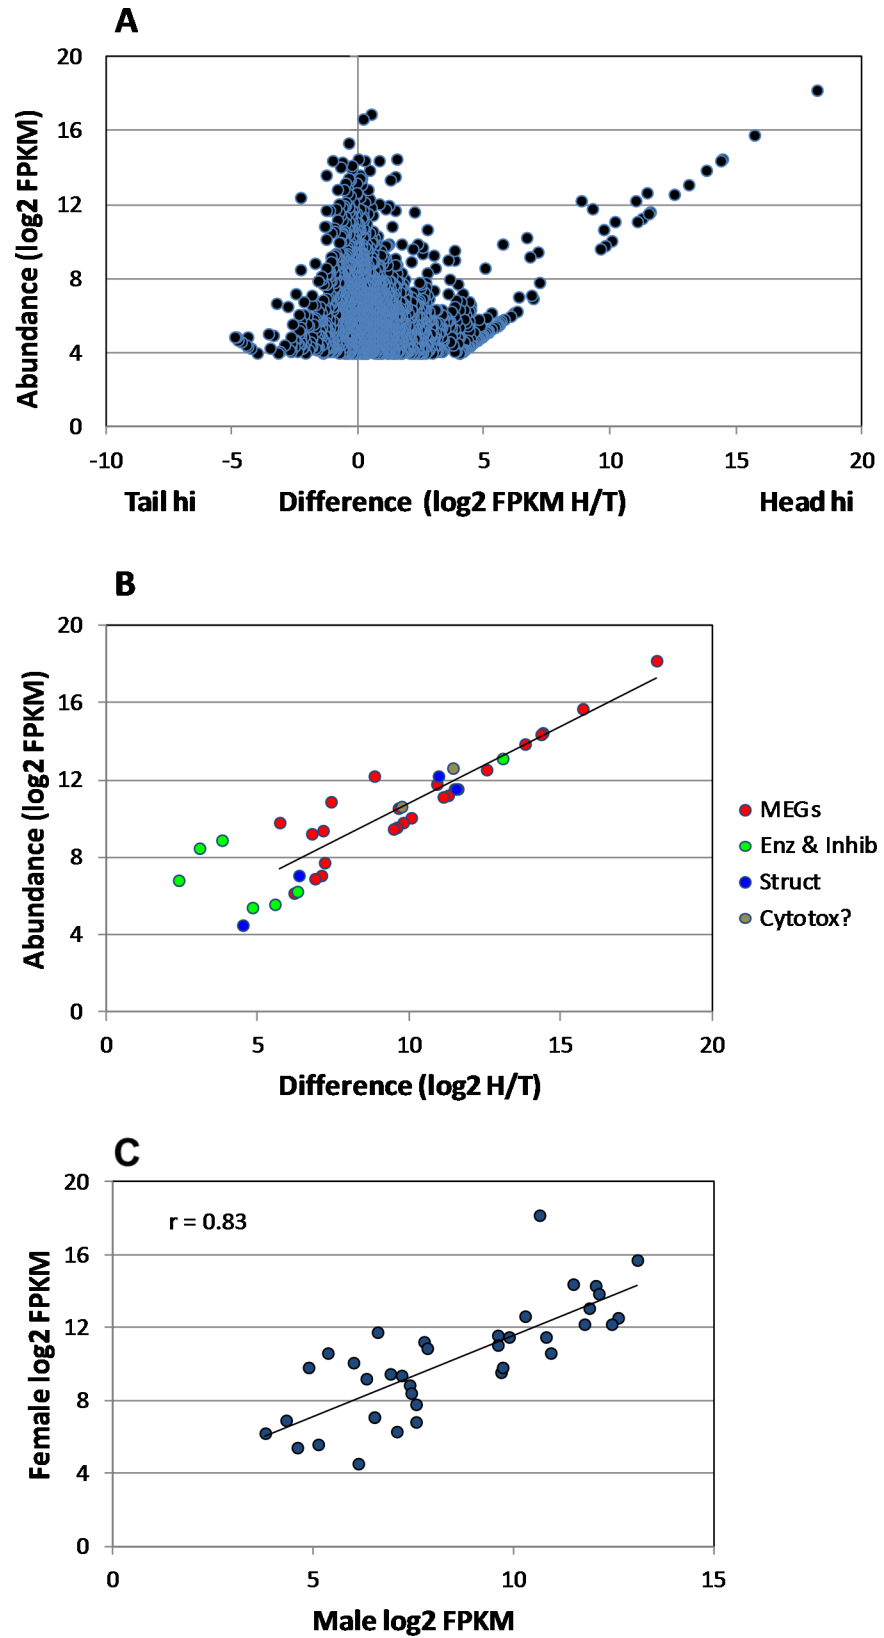 A
Abundance (log2 FPKM)
20
16
12
8
4
0
-10 -5 0 5 10 15 20
Tail hi Difference (log2 FPKM H/T) Head hi
B
Abundance (log2 FPKM)
20
16
12
8
4
0
0 5 10 15 20
Difference (log2 H/T)
MEGs
Enz & Inhib
Struct
Cytotox?
C
Female log2 FPKM
20
16
12
8
4
0
r = 0.83
0 5 10 15
Male log2 FPKM